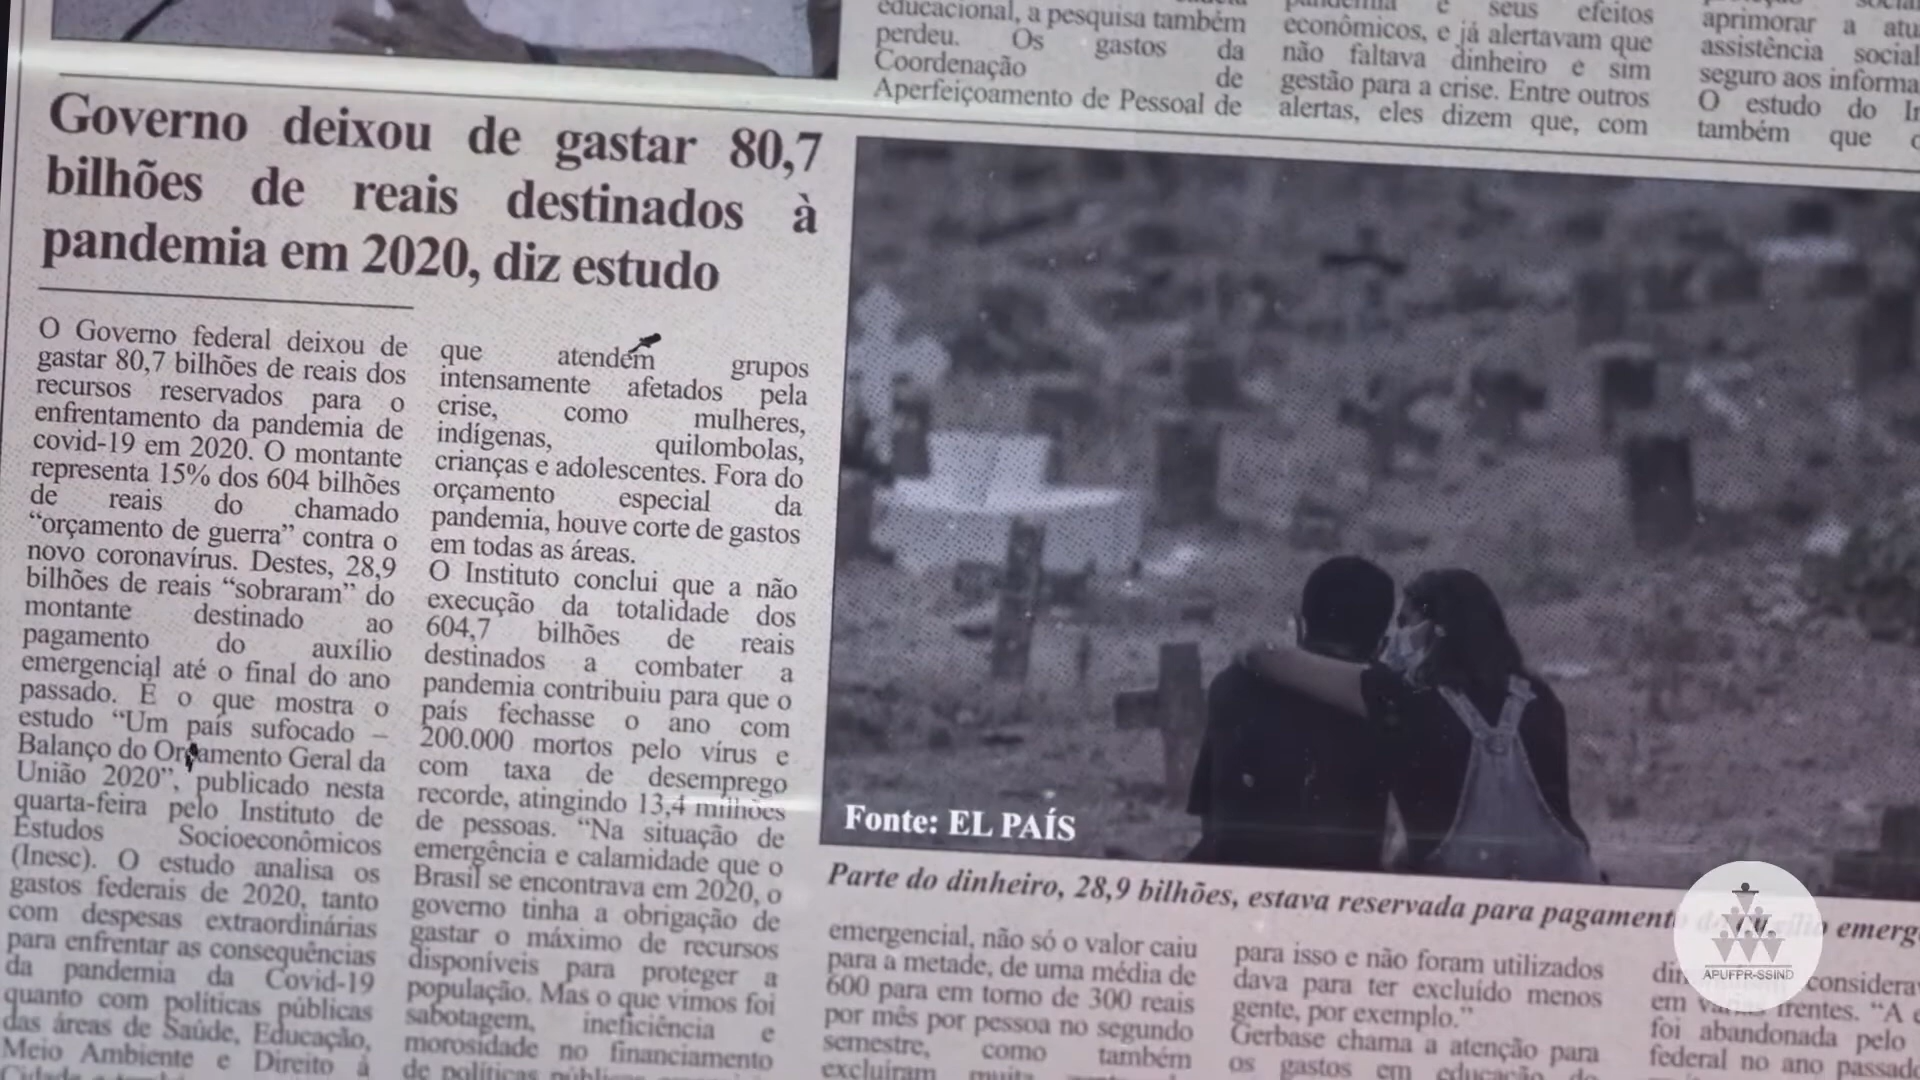 educacional, a pesquisa também
perdeu. Os gastos da
Coordenação de
Aperfeiçoamento de Pessoal de
e seus efeitos
econômicos, e já alertavam que
não faltava dinheiro e sim
gestão para a crise. Entre outros
alertas, eles dizem que, com
aprimorar a
assistência social
seguro aos
O estudo do
também que
Governo deixou de gastar 80,7
bilhões de reais destinados à
pandemia em 2020, diz estudo
O Governo federal deixou de
gastar 80,7 bilhões de reais dos
recursos reservados para o
enfrentamento da pandemia de
covid-19 em 2020. O montante
representa 15% dos 604 bilhões
de reais do chamado
“orçamento de guerra” contra o
novo coronavírus. Destes, 28,9
bilhões de reais “sobraram” do
montante destinado ao
pagamento do auxílio
emergencial até o final do ano
passado. É o que mostra o
estudo “Um país sufocado –
Balanço do Orçamento Geral da
União 2020”, publicado nesta
quarta-feira pelo Instituto de
Estudos Socioeconômicos
(Inesc). O estudo analisa os
gastos federais de 2020, tanto
com despesas extraordinárias
para enfrentar as consequências
da pandemia da Covid-19
quanto com políticas públicas
das áreas de Saúde, Educação,
Meio Ambiente e Direito à
que atendem grupos
intensamente afetados pela
crise, como mulheres,
indígenas, quilombolas,
crianças e adolescentes. Fora do
orçamento especial da
pandemia, houve corte de gastos
em todas as áreas.
O Instituto conclui que a não
execução da totalidade dos
604,7 bilhões de reais
destinados a combater a
pandemia contribuiu para que o
país fechasse o ano com
200.000 mortos pelo vírus e
com taxa de desemprego
recorde, atingindo 13,4 milhões
de pessoas. “Na situação de
emergência e calamidade que o
Brasil se encontrava em 2020, o
governo tinha a obrigação de
gastar o máximo de recursos
disponíveis para proteger a
população. Mas o que vimos foi
sabotagem, ineficiência e
morosidade no financiamento
de políticas públicas
Fonte: EL PAÍS
Parte do dinheiro, 28,9 bilhões, estava reservada para pagamento
emergencial, não só o valor caiu
para a metade, de uma média de
600 para em torno de 300 reais
por mês por pessoa no segundo
semestre, como também
excluíram muita
para isso e não foram utilizados
dava para ter excluído menos
gente, por exemplo.”
Gerbase chama a atenção para
os gastos em educação
em frentes. “A
foi abandonada pelo
federal no ano passado
APUFPR-SSIND